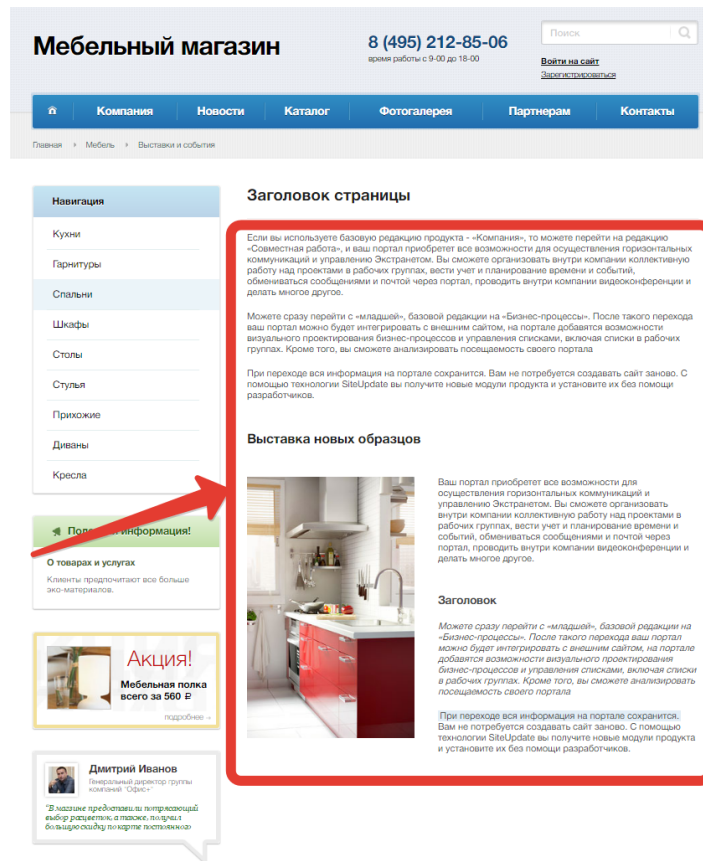 Мебельный магазин
8 (495) 212-85-06
время работы с 9-00 до 18-00
Поиск
Войти на сайт
Зарегистрироваться
Компания Новости Каталог Фотогалерея Партнерам Контакты
Главная › Мебель › Выставки и события
Навигация
Кухни
Гарнитуры
Спальни
Шкафы
Столы
Стулья
Прихожие
Диваны
Кресла
информация!
О товарах и услугах
Клиенты предпочитают все больше
эко-материалов.
Акция!
Мебельная полка
всего за 560 ₽
подробнее →
Дмитрий Иванов
Генеральный директор группы
компаний "Офис+"
"В магазине предоставили потрясающий
выбор расцветок, а также, получил
большую скидку по карте постоянного
Заголовок страницы
Если вы используете базовую редакцию продукта - «Компания», то можете перейти на редакцию
«Совместная работа», и ваш портал приобретет все возможности для осуществления горизонтальных
коммуникаций и управлению Экстранетом. Вы сможете организовать внутри компании коллективную
работу над проектами в рабочих группах, вести учет и планирование времени и событий,
обмениваться сообщениями и почтой через портал, проводить внутри компании видеоконференции и
делать многое другое.
Можете сразу перейти с «младшей», базовой редакции на «Бизнес-процессы». После такого перехода
ваш портал можно будет интегрировать с внешним сайтом, на портале добавятся возможности
визуального проектирования бизнес-процессов и управления списками, включая списки в рабочих
группах. Кроме того, вы сможете анализировать посещаемость своего портала
При переходе вся информация на портале сохранится. Вам не потребуется создавать сайт заново. С
помощью технологии SiteUpdate вы получите новые модули продукта и установите их без помощи
разработчиков.
Выставка новых образцов
Ваш портал приобретет все возможности для
осуществления горизонтальных коммуникаций и
управлению Экстранетом. Вы сможете организовать
внутри компании коллективную работу над проектами в
рабочих группах, вести учет и планирование времени и
событий, обмениваться сообщениями и почтой через
портал, проводить внутри компании видеоконференции и
делать многое другое.
Заголовок
Можете сразу перейти с «младшей», базовой редакции на
«Бизнес-процессы». После такого перехода ваш портал
можно будет интегрировать с внешним сайтом, на портале
добавятся возможности визуального проектирования
бизнес-процессов и управления списками, включая списки
в рабочих группах. Кроме того, вы сможете анализировать
посещаемость своего портала
При переходе вся информация на портале сохранится.
Вам не потребуется создавать сайт заново. С помощью
технологии SiteUpdate вы получите новые модули продукта
и установите их без помощи разработчиков.